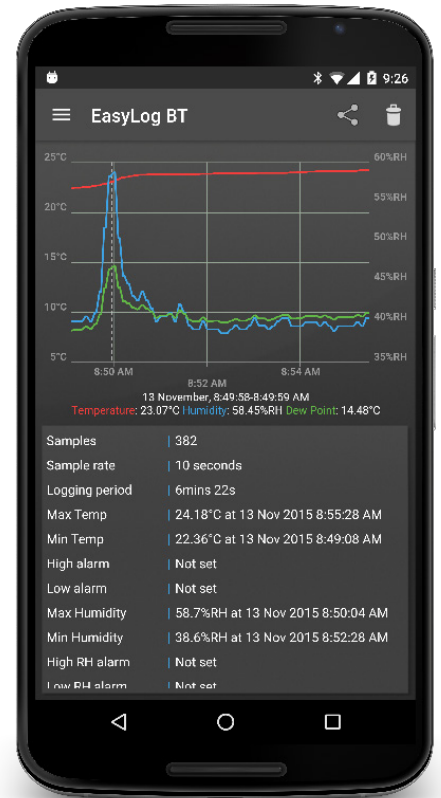 9:26
EasyLog BT
25°C 60%RH
55%RH
20°C
50%RH
15°C
45%RH
10°C 40%RH
5°C 35%RH
8:50 AM 8:52 AM 8:54 AM
13 November, 8:49:58-8:49:59 AM
Temperature: 23.07°C Humidity: 58.45%RH Dew Point: 14.48°C
Samples | 382
Sample rate | 10 seconds
Logging period | 6mins 22s
Max Temp | 24.18°C at 13 Nov 2015 8:55:28 AM
Min Temp | 22.36°C at 13 Nov 2015 8:49:08 AM
High alarm | Not set
Low alarm | Not set
Max Humidity | 58.7%RH at 13 Nov 2015 8:50:04 AM
Min Humidity | 38.6%RH at 13 Nov 2015 8:52:28 AM
High RH alarm | Not set
Low RH alarm | Not set